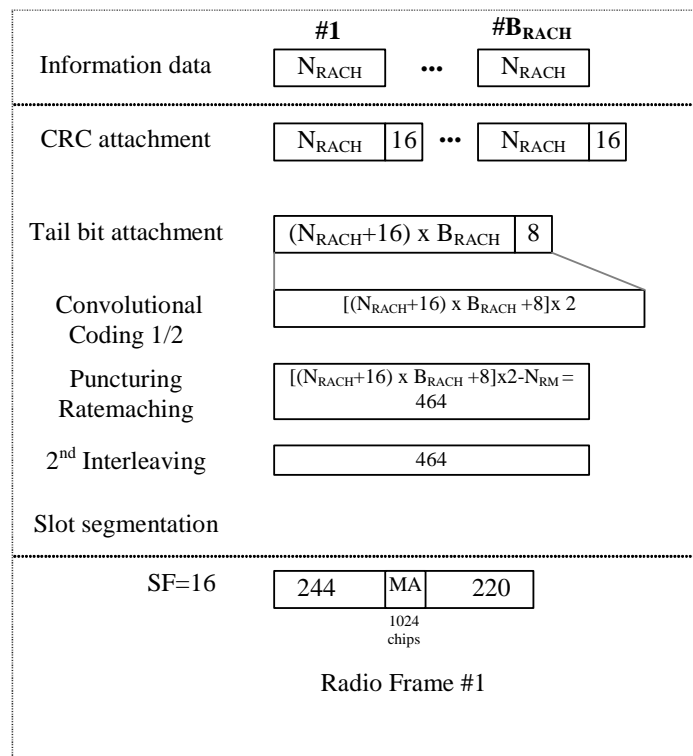 #1 #B_RACH
Information data N_RACH ... N_RACH
CRC attachment N_RACH 16 ... N_RACH 16
Tail bit attachment (N_RACH+16) x B_RACH 8
Convolutional
Coding 1/2
[(N_RACH+16) x B_RACH +8]x 2
Puncturing
Ratemaching
[(N_RACH+16) x B_RACH +8]x2-N_RM =
464
2nd Interleaving 464
Slot segmentation
SF=16 244 MA 220
1024
chips
Radio Frame #1